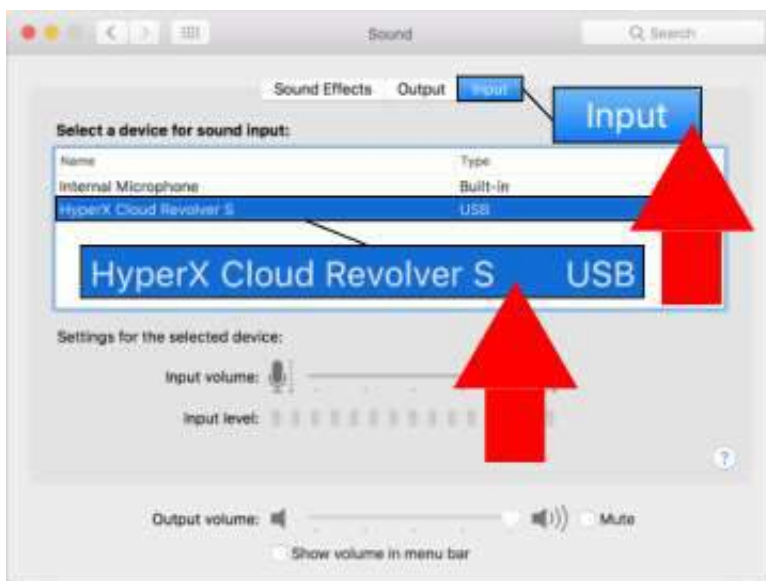 Sound
Search
Sound Effects Output Input
Input
Select a device for sound input:
Name Type
Internal Microphone Built-in
HyperX Cloud Revolver S USB
HyperX Cloud Revolver S USB
Settings for the selected device:
Input volume:
Input level:
?
Output volume: Mute
Show volume in menu bar